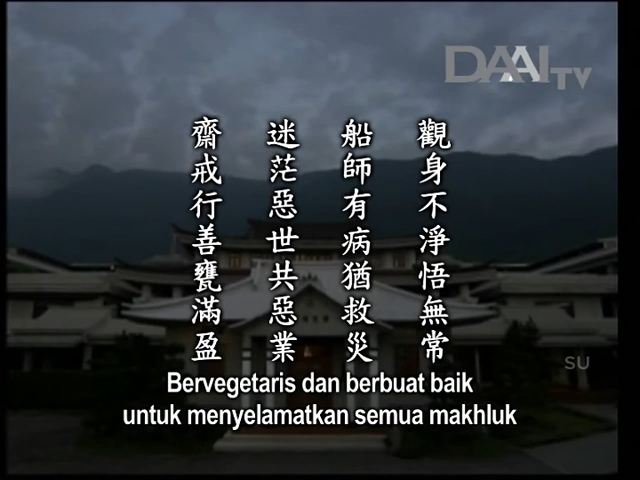 DAAI TV
觀身不淨悟無常
船師有病猶救災
迷茫惡世共惡業
齋戒行善甕滿盈
SU
Bervegetaris dan berbuat baik
untuk menyelamatkan semua makhluk